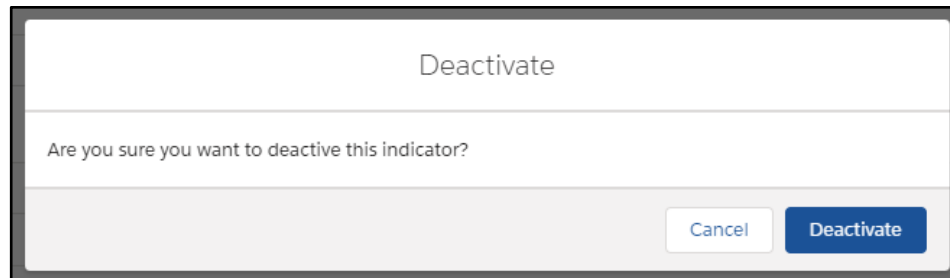 Deactivate
Are you sure you want to deactive this indicator?
Cancel Deactivate